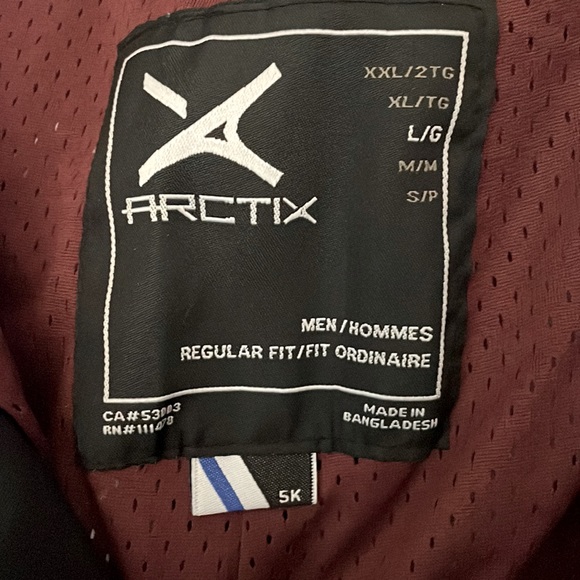 XXL/2TG
XL/TG
L/G
M/M
S/P
ARCTIX
MEN/HOMMES
REGULAR FIT/FIT ORDINAIRE
MADE IN
BANGLADESH
5K